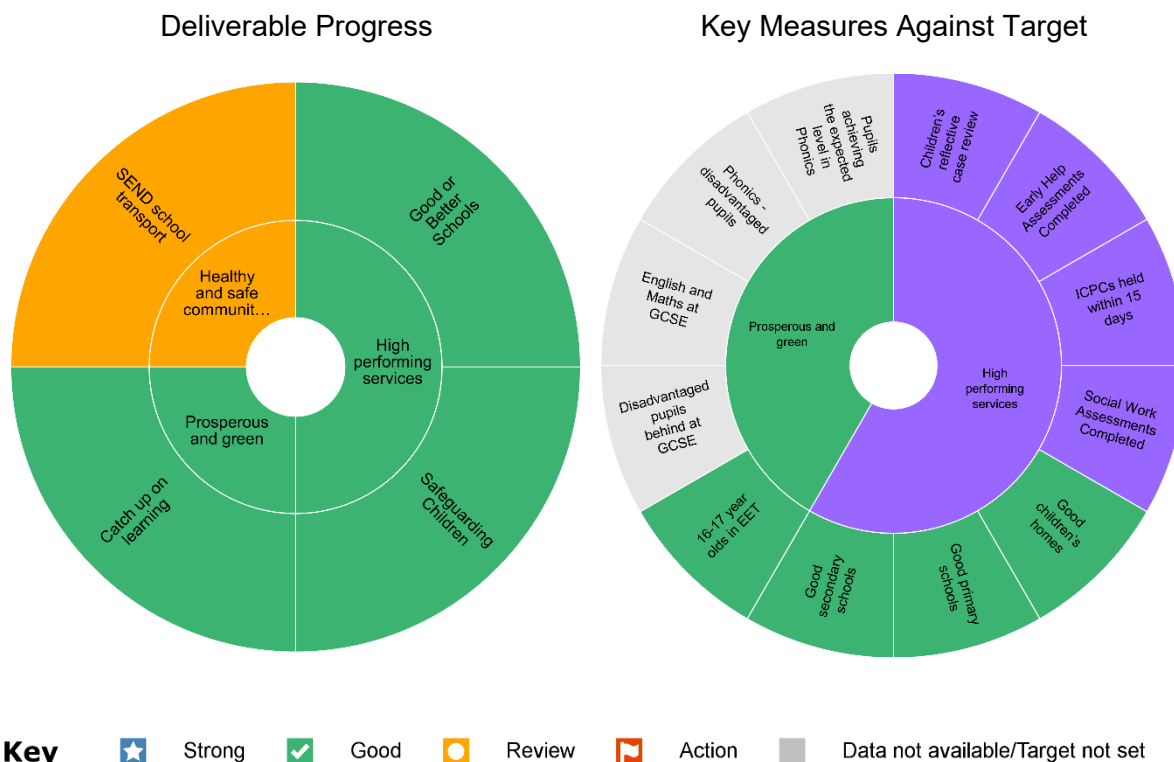 Deliverable Progress
SEND school
transport
Good or
Better
Schools
Healthy
and safe
communit…
High
performing
services
Prosperous
and green
Catch up on
learning
Safeguarding
Children
Key Measures Against Target
Pupils
achieving
the expected
level in
Phonics
Children's
reflective
case review
Phonics -
disadvantaged
pupils
Early Help
Assessments
Completed
English and
Maths at
GCSE
ICPCs held
within 15
days
Prosperous and
green
High
performing
services
Disadvantaged
pupils
behind at
GCSE
Social Work
Assessments
Completed
16-17 year
olds in EET
Good
secondary
schools
Good primary
schools
Good
children's
homes
Key Strong Good Review Action Data not available/Target not set